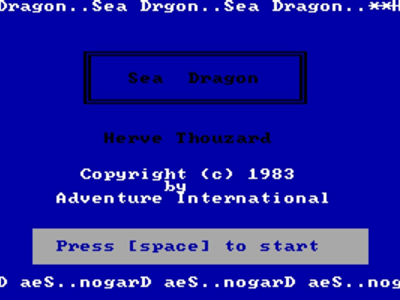 Dragon..Sea Drgon..Sea Dragon..**H
Sea  Dragon
Herve Thouzard
Copyright (c) 1983
by
Adventure International
Press [space] to start
D aeS..nogarD aeS..nogarD aeS..nog